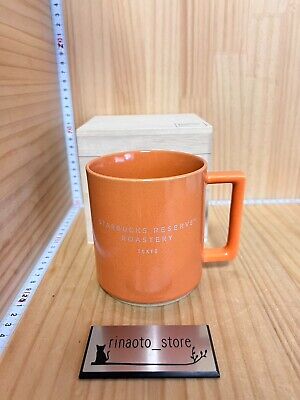 STARBUCKS RESERVE™
ROASTERY
TOKYO
rinaoto_store